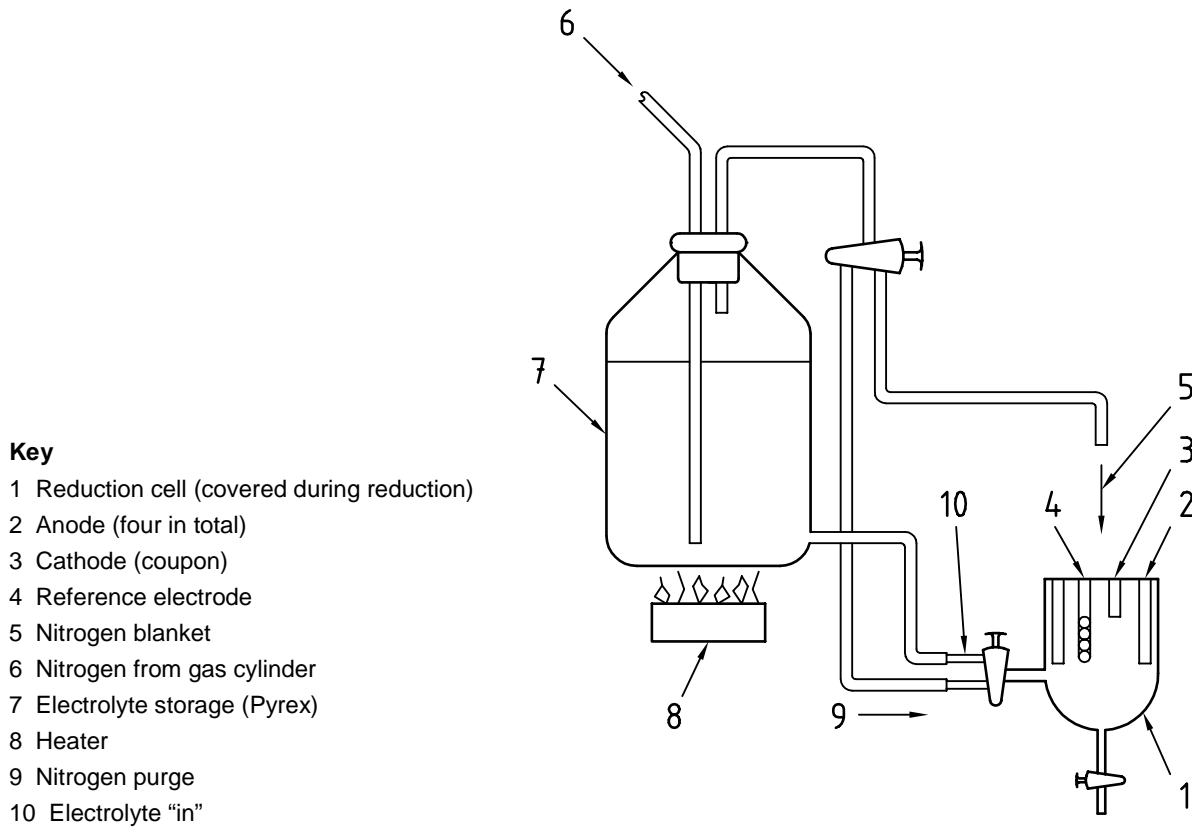 6
7
5
3
4
2
10
9
8
1
Key
1 Reduction cell (covered during reduction)
2 Anode (four in total)
3 Cathode (coupon)
4 Reference electrode
5 Nitrogen blanket
6 Nitrogen from gas cylinder
7 Electrolyte storage (Pyrex)
8 Heater
9 Nitrogen purge
10 Electrolyte “in”